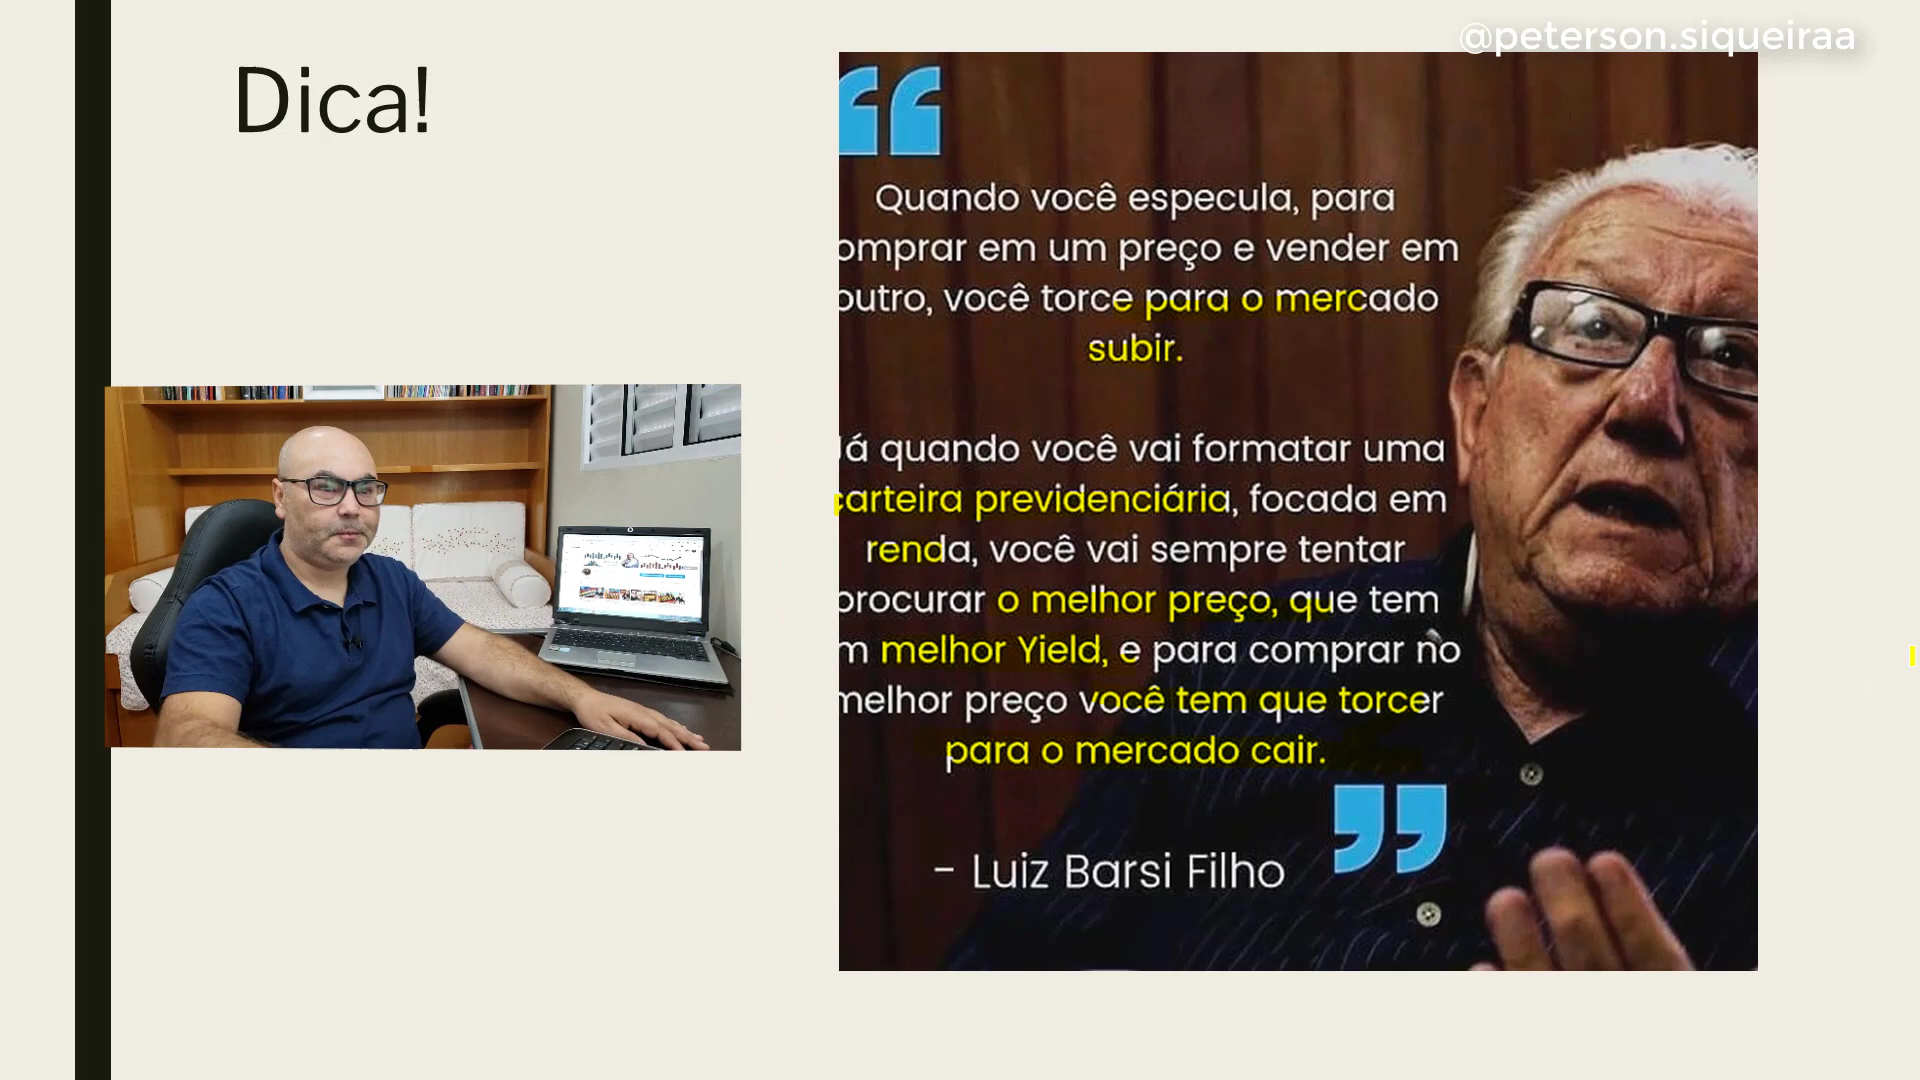 @peterson.siqueiraa
Dica!
Quando você especula, para
omprar em um preço e vender em
outro, você torce para o mercado
subir.
Já quando você vai formatar uma
carteira previdenciária, focada em
renda, você vai sempre tentar
procurar o melhor preço, que tem
m melhor Yield, e para comprar no
melhor preço você tem que torcer
para o mercado cair.
- Luiz Barsi Filho